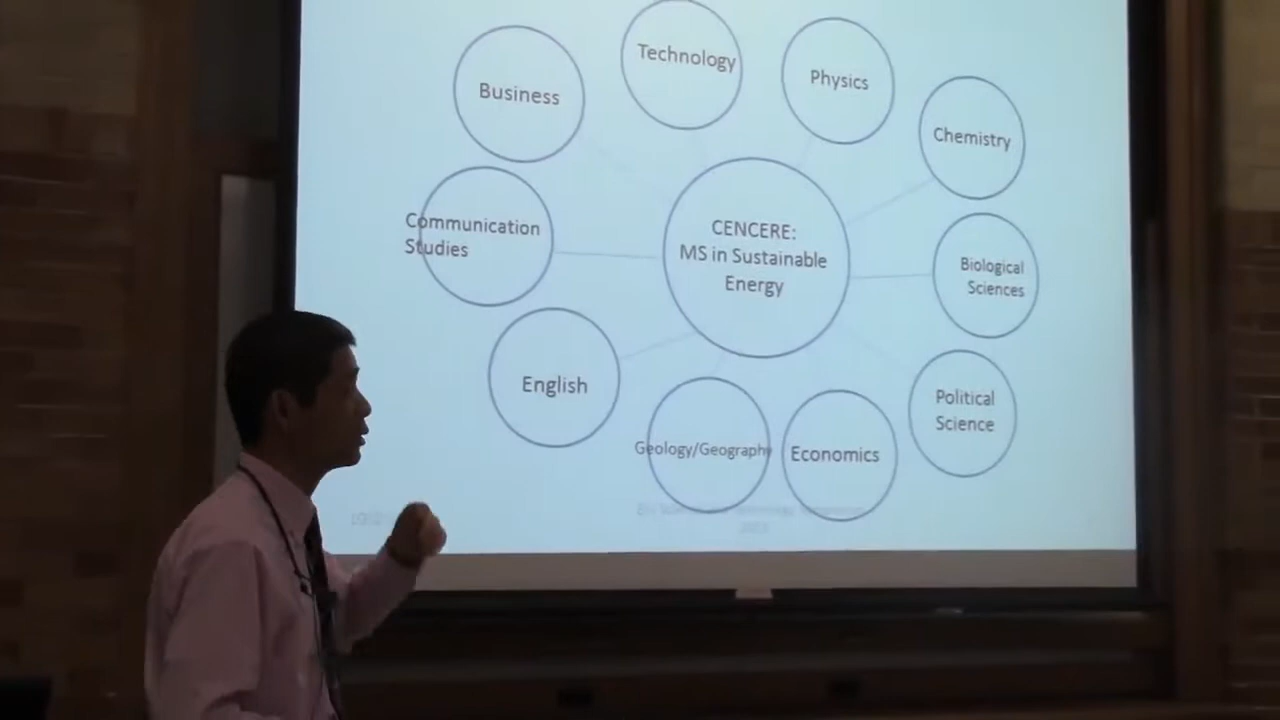 Technology
Business
Physics
Chemistry
Communication
Studies
CENCERE:
MS in Sustainable
Energy
Biological
Sciences
English
Political
Science
Geology/Geography
Economics